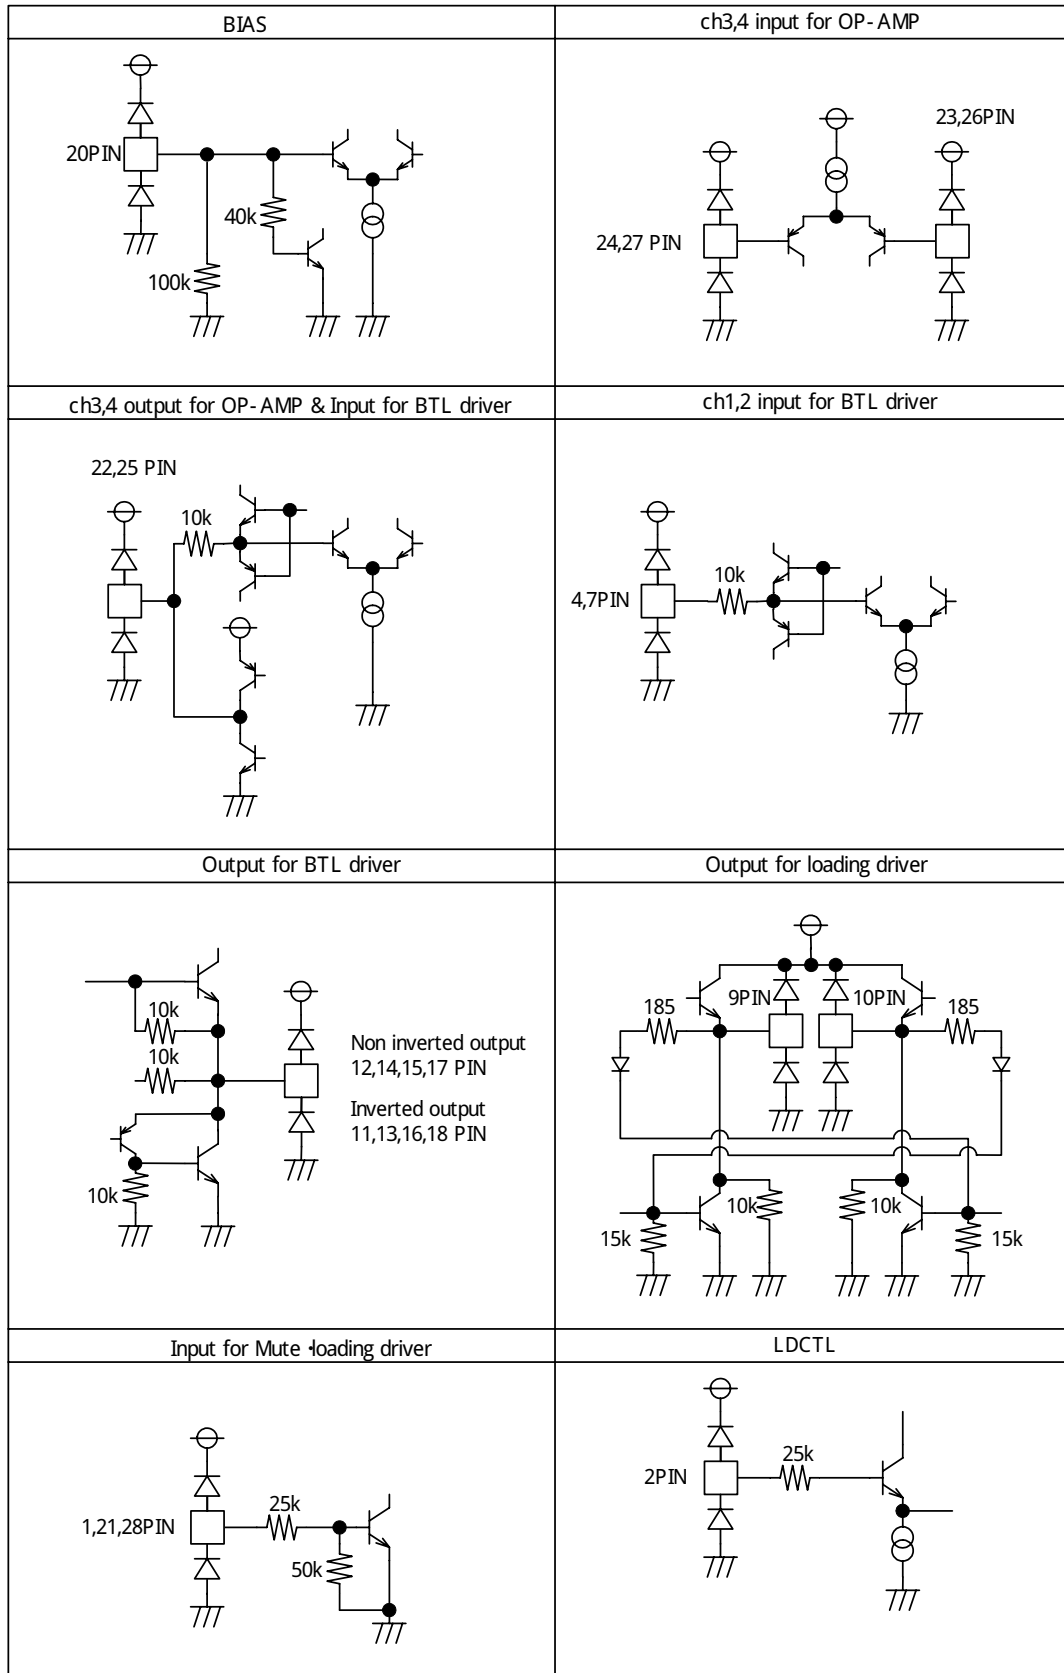 BIAS
ch3,4 input for OP-AMP
20PIN
40k
100k
23,26PIN
24,27 PIN
ch3,4 output for OP-AMP & Input for BTL driver
ch1,2 input for BTL driver
22,25 PIN
10k
4,7PIN
10k
Output for BTL driver
Output for loading driver
10k
10k
10k
Non inverted output
12,14,15,17 PIN
Inverted output
11,13,16,18 PIN
9PIN
10PIN
185
185
10k
10k
15k
15k
Input for Mute・loading driver
LDCTL
1,21,28PIN
25k
50k
2PIN
25k